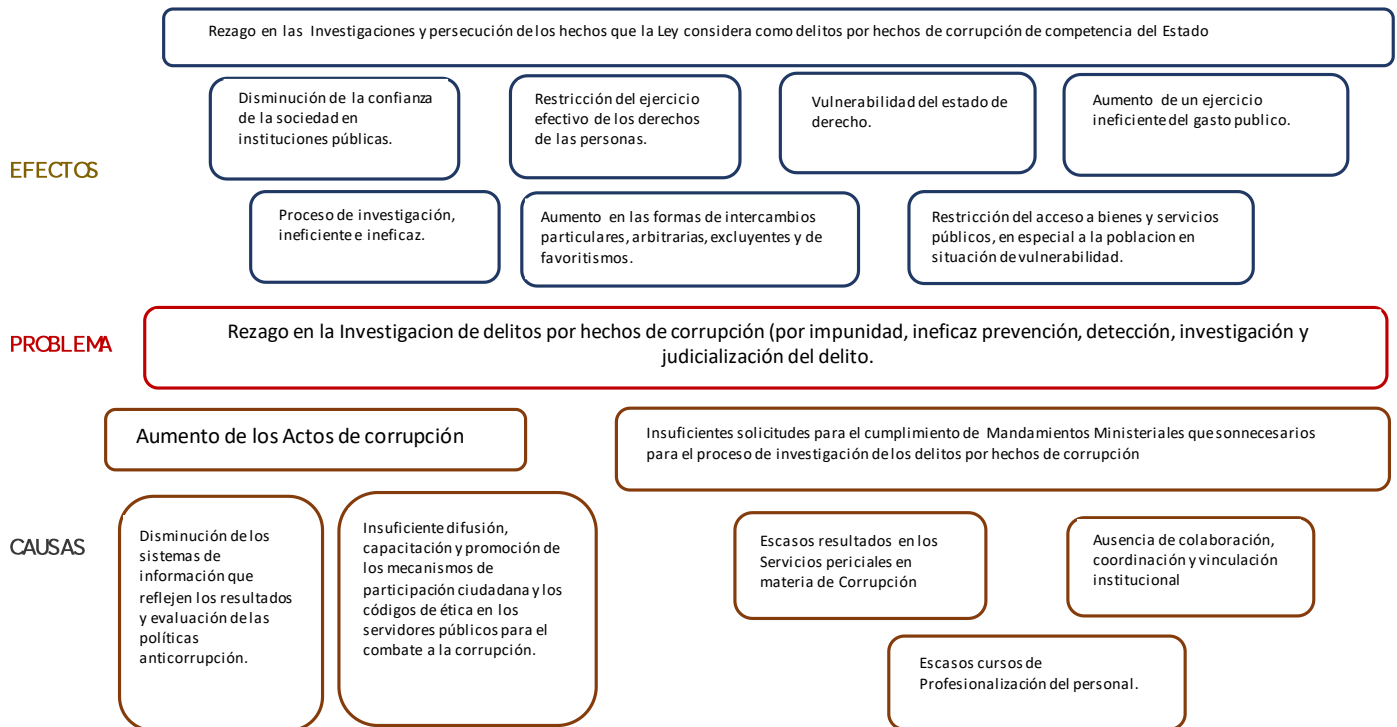 Rezago en las Investigaciones y persecución de los hechos que la Ley considera como delitos por hechos de corrupción de competencia del Estado
Disminución de la confianza
de la sociedad en
instituciones públicas.
Restricción del ejercicio
efectivo de los derechos
de las personas.
Vulnerabilidad del estado de
derecho.
Aumento de un ejercicio
ineficiente del gasto publico.
EFECTOS
Proceso de investigación,
ineficiente e ineficaz.
Aumento en las formas de intercambios
particulares, arbitrarias, excluyentes y de
favoritismos.
Restricción del acceso a bienes y servicios
públicos, en especial a la poblacion en
situación de vulnerabilidad.
PROBLEMA
Rezago en la Investigacion de delitos por hechos de corrupción (por impunidad, ineficaz prevención, detección, investigación y
judicialización del delito.
Aumento de los Actos de corrupción
Insuficientes solicitudes para el cumplimiento de Mandamientos Ministeriales que sonnecesarios
para el proceso de investigación de los delitos por hechos de corrupción
CAUSAS
Disminución de los
sistemas de
información que
reflejen los resultados
y evaluación de las
políticas
anticorrupción.
Insuficiente difusión,
capacitación y promoción de
los mecanismos de
participación ciudadana y los
códigos de ética en los
servidores públicos para el
combate a la corrupción.
Escasos resultados en los
Servicios periciales en
materia de Corrupción
Ausencia de colaboración,
coordinación y vinculación
institucional
Escasos cursos de
Profesionalización del personal.